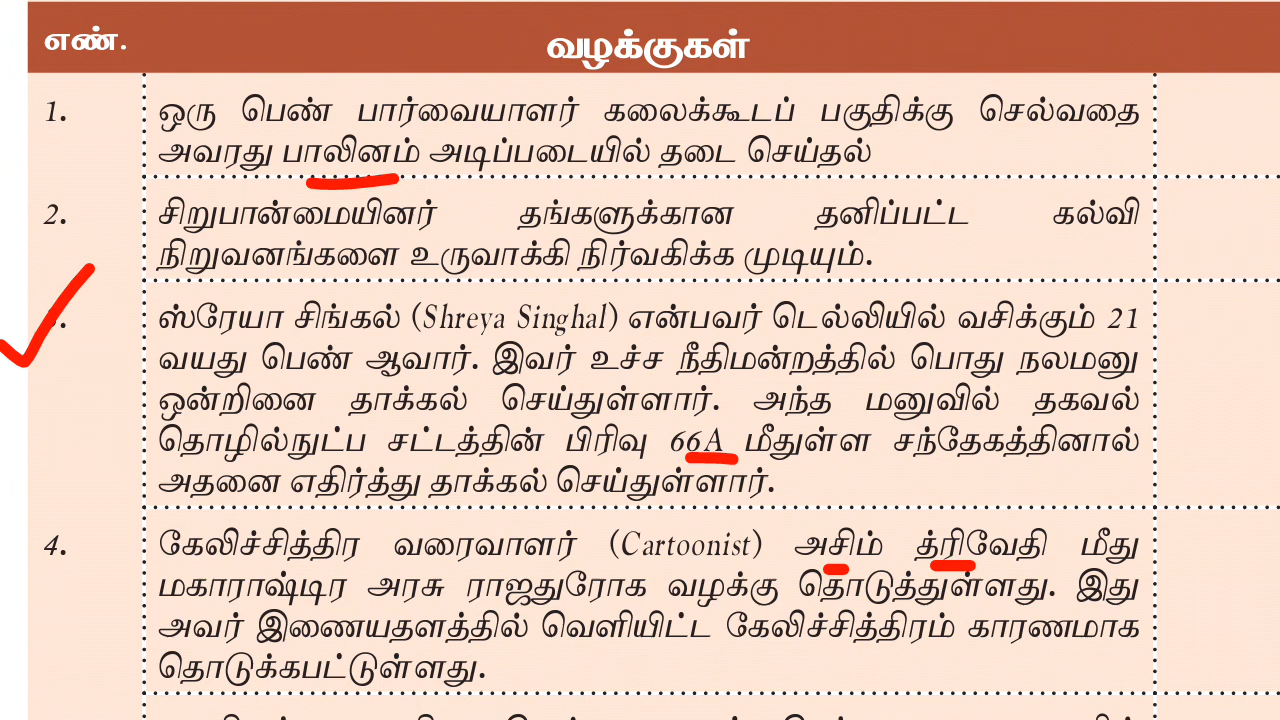 எண். வழக்குகள்
1. ஒரு பெண் பார்வையாளர் கலைக்கூடப் பகுதிக்கு செல்வதை
அவரது பாலினம் அடிப்படையில் தடை செய்தல்
2. சிறுபான்மையினர் தங்களுக்கான தனிப்பட்ட கல்வி
நிறுவனங்களை உருவாக்கி நிர்வகிக்க முடியும்.
ஸ்ரேயா சிங்கல் (Shreya Singhal) என்பவர் டெல்லியில் வசிக்கும் 21
வயது பெண் ஆவார். இவர் உச்ச நீதிமன்றத்தில் பொது நலமனு
ஒன்றினை தாக்கல் செய்துள்ளார். அந்த மனுவில் தகவல்
தொழில்நுட்ப சட்டத்தின் பிரிவு 66A மீதுள்ள சந்தேகத்தினால்
அதனை எதிர்த்து தாக்கல் செய்துள்ளார்.
4. கேலிச்சித்திர வரைவாளர் (Cartoonist) அசிம் த்ரிவேதி மீது
மகாராஷ்டிர அரசு ராஜதுரோக வழக்கு தொடுத்துள்ளது. இது
அவர் இணையதளத்தில் வெளியிட்ட கேலிச்சித்திரம் காரணமாக
தொடுக்கபட்டுள்ளது.